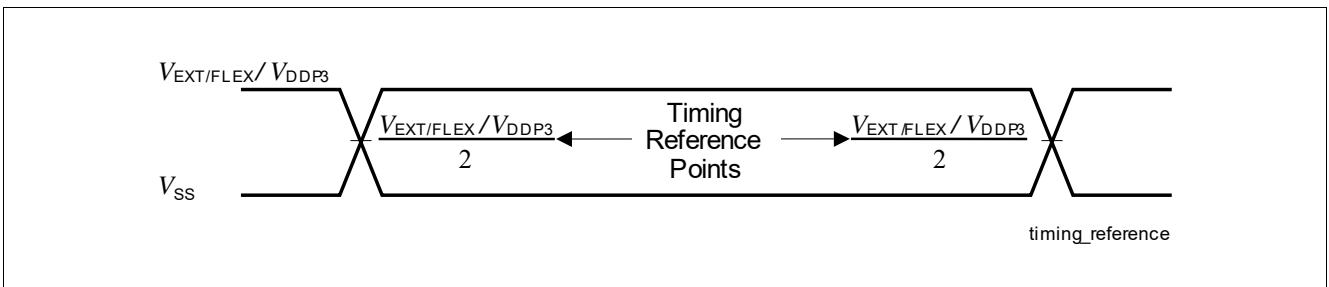 VEXT/FLEX/VDDP3
VEXT/FLEX/VDDP3
2
Timing
Reference
Points
VEXT/FLEX/VDDP3
2
VSS
timing_reference